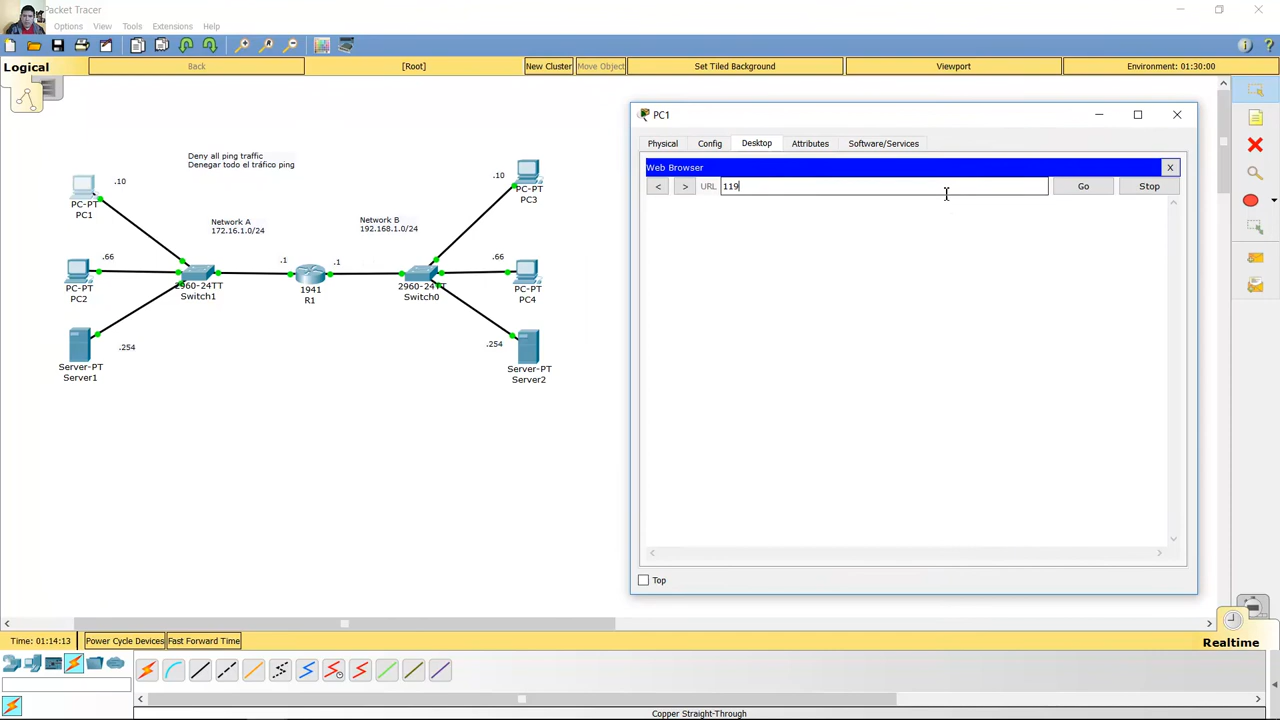 Packet Tracer
Options View Tools Extensions Help
Logical Back [Root] New Cluster Move Object Set Tiled Background Viewport Environment: 01:30:00
Deny all ping traffic
Denegar todo el tráfico ping
.10
PC-PT
PC1
Network A
172.16.1.0/24
Network B
192.168.1.0/24
.10
PC-PT
PC3
.66
PC-PT
PC2
2960-24TT
Switch1
.1
1941
R1
.1
2960-24TT
Switch0
.66
PC-PT
PC4
.254
Server-PT
Server1
.254
Server-PT
Server2
PC1
Physical Config Desktop Attributes Software/Services
Web Browser X
< > URL 119 Go Stop
Top
Time: 01:14:13 Power Cycle Devices Fast Forward Time Realtime
Copper Straight-Through